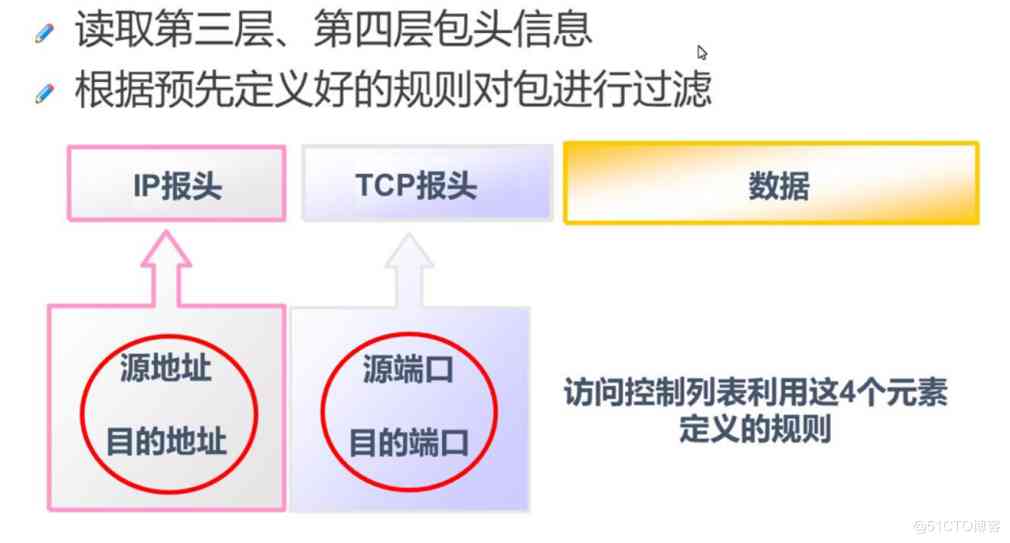 读取第三层、第四层包头信息
根据预先定义好的规则对包进行过滤
IP报头
TCP报头
数据
源地址
目的地址
源端口
目的端口
访问控制列表利用这4个元素
定义的规则
@51CTO博客